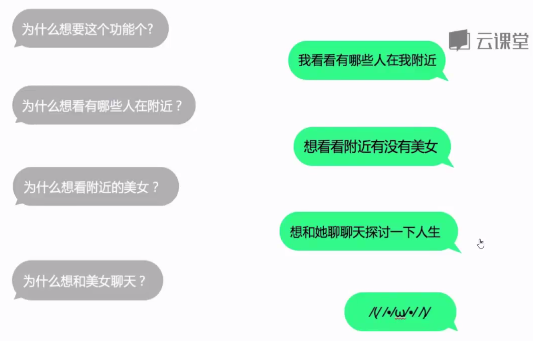 为什么想要这个功能个?
云课堂
我看看有哪些人在我附近
为什么想看有哪些人在附近？
想看看附近有没有美女
为什么想看附近的美女？
想和她聊聊天探讨一下人生
为什么想和美女聊天？
/(/ /•/ω/•/ /)/